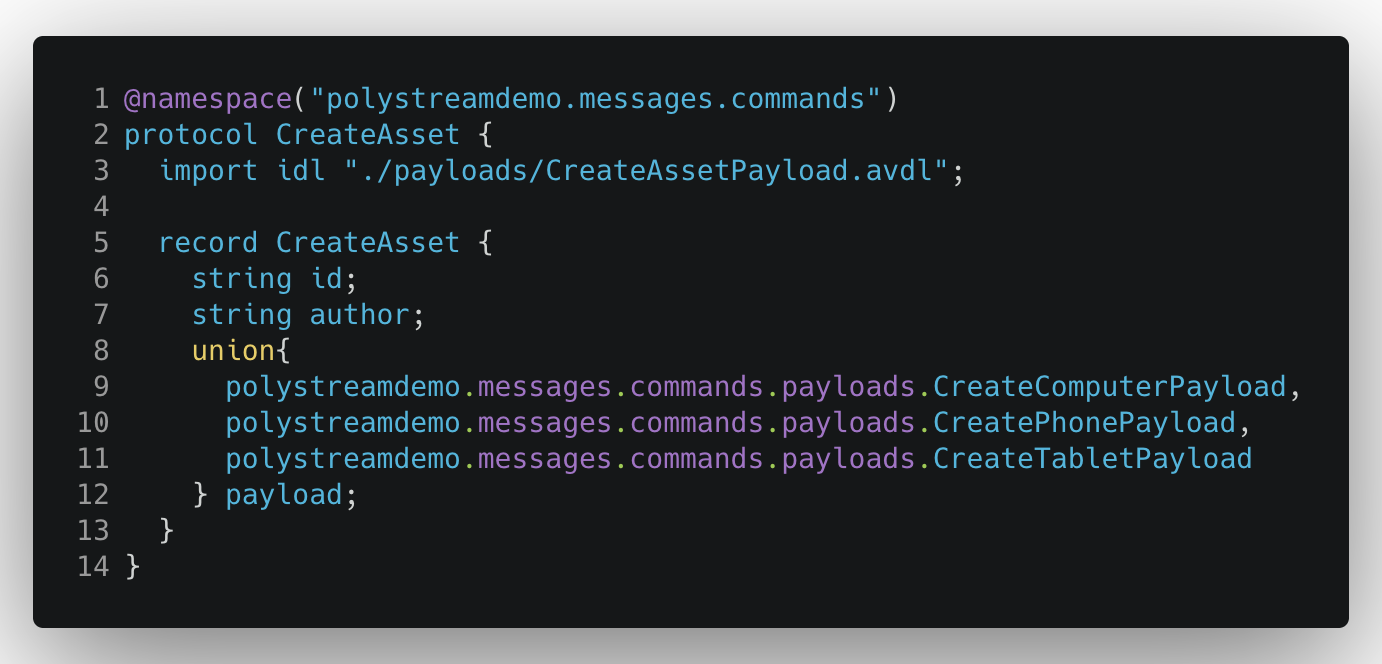 1 @namespace("polystreamdemo.messages.commands")
2 protocol CreateAsset {
3   import idl "./payloads/CreateAssetPayload.avdl";
4
5   record CreateAsset {
6     string id;
7     string author;
8     union{
9       polystreamdemo.messages.commands.payloads.CreateComputerPayload,
10       polystreamdemo.messages.commands.payloads.CreatePhonePayload,
11       polystreamdemo.messages.commands.payloads.CreateTabletPayload
12     } payload;
13   }
14 }